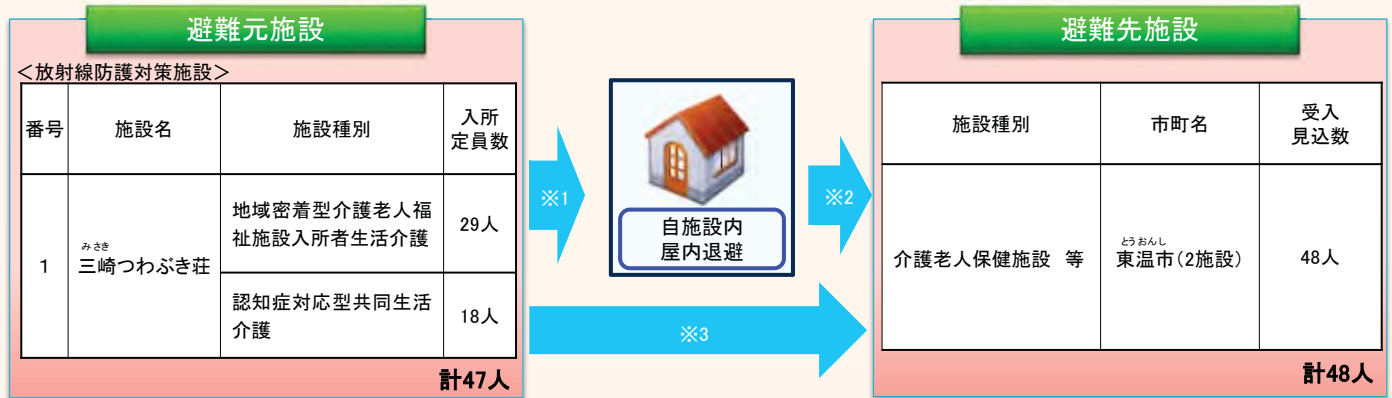 避難元施設
<放射線防護対策施設>
番号
施設名
施設種別
入所
定員数
1
みさき
三崎つわぶき荘
地域密着型介護老人福
祉施設入所者生活介護
29人
認知症対応型共同生活
介護
18人
計47人
※1
自施設内
屋内退避
※2
※3
避難先施設
施設種別
市町名
受入
見込数
介護老人保健施設 等
とうおんし
東温市(2施設)
48人
計48人